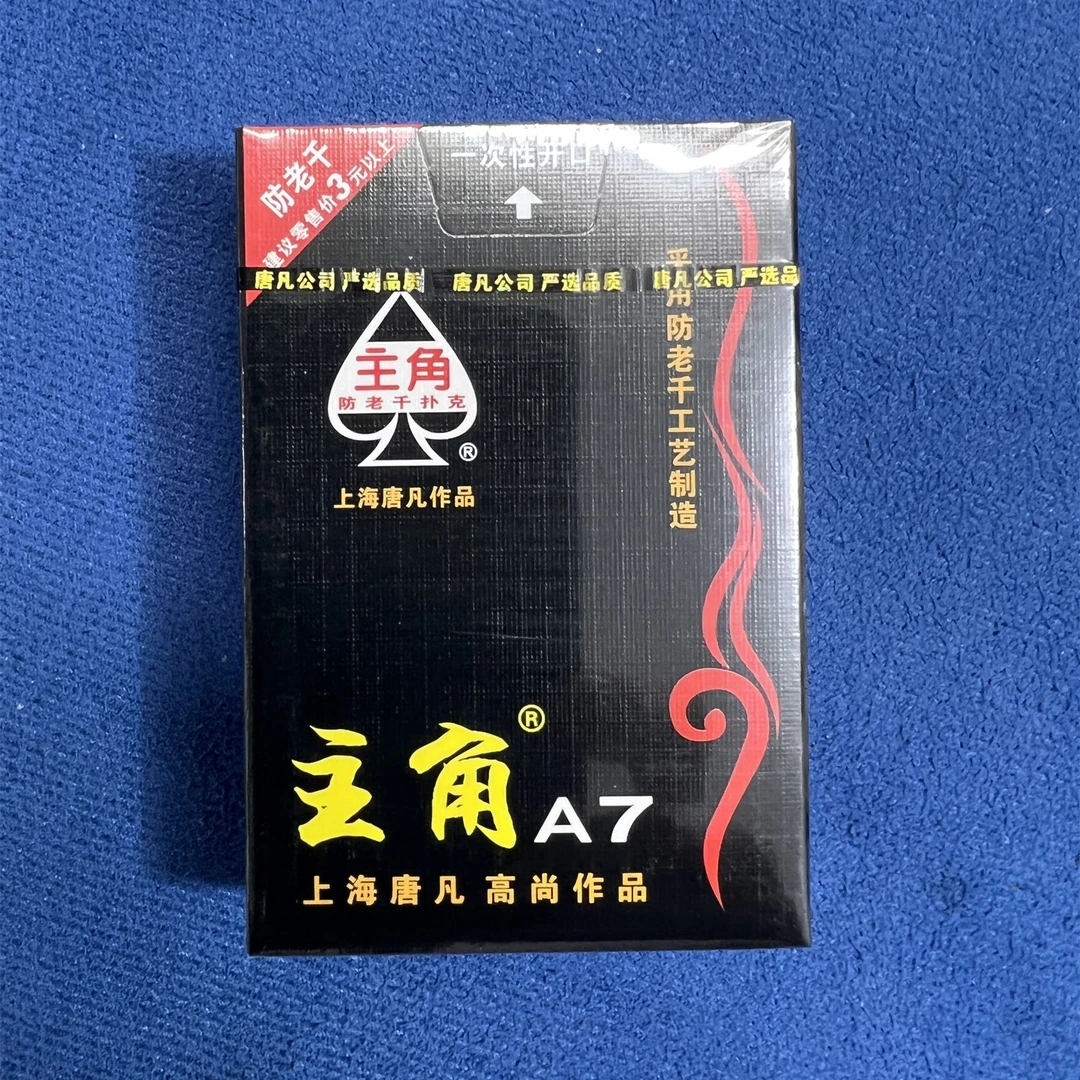 防老千
建议零售价3元以上
一次性开口
唐凡公司 严选品质 唐凡公司 严选品质 唐凡公司 严选品
主角
防老千扑克
®
上海唐凡作品
采用防老千工艺制造
主角® A7
上海唐凡 高尚作品